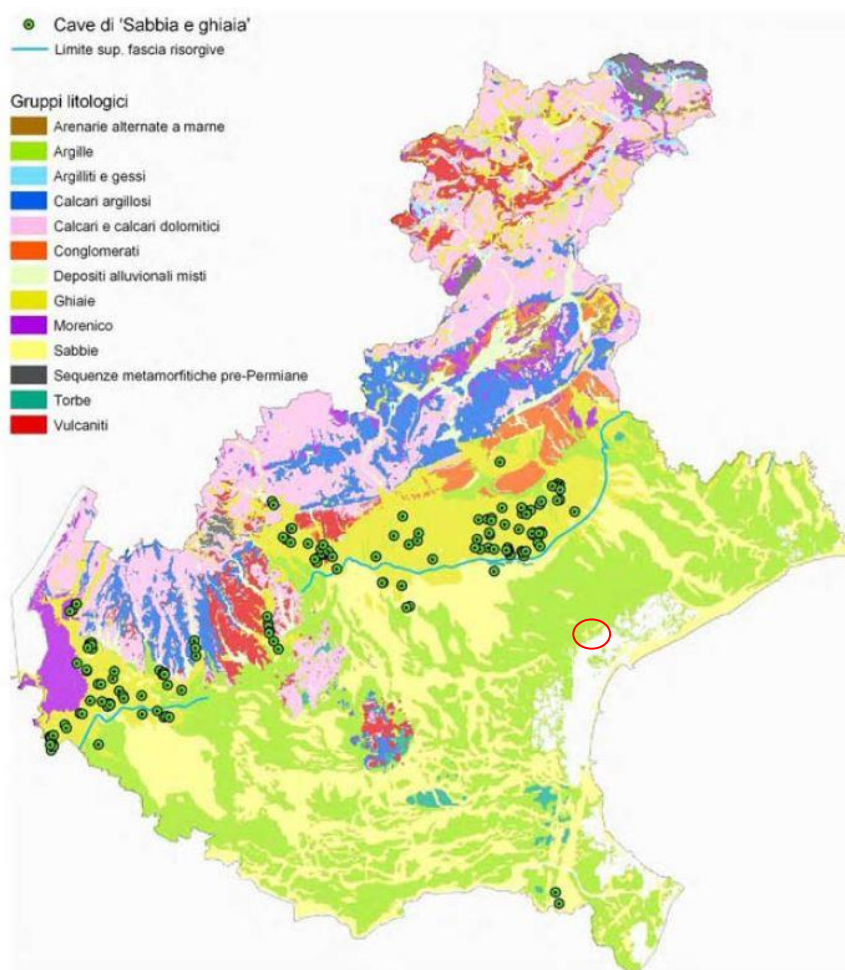 Cave di 'Sabbia e ghiaia'
Limite sup. fascia risorgive
Gruppi litologici
Arenarie alternate a marne
Argille
Argilliti e gessi
Calcari argillosi
Calcari e calcari dolomitici
Conglomerati
Depositi alluvionali misti
Ghiaie
Morenico
Sabbie
Sequenze metamorfitiche pre-Permiane
Torbe
Vulcaniti